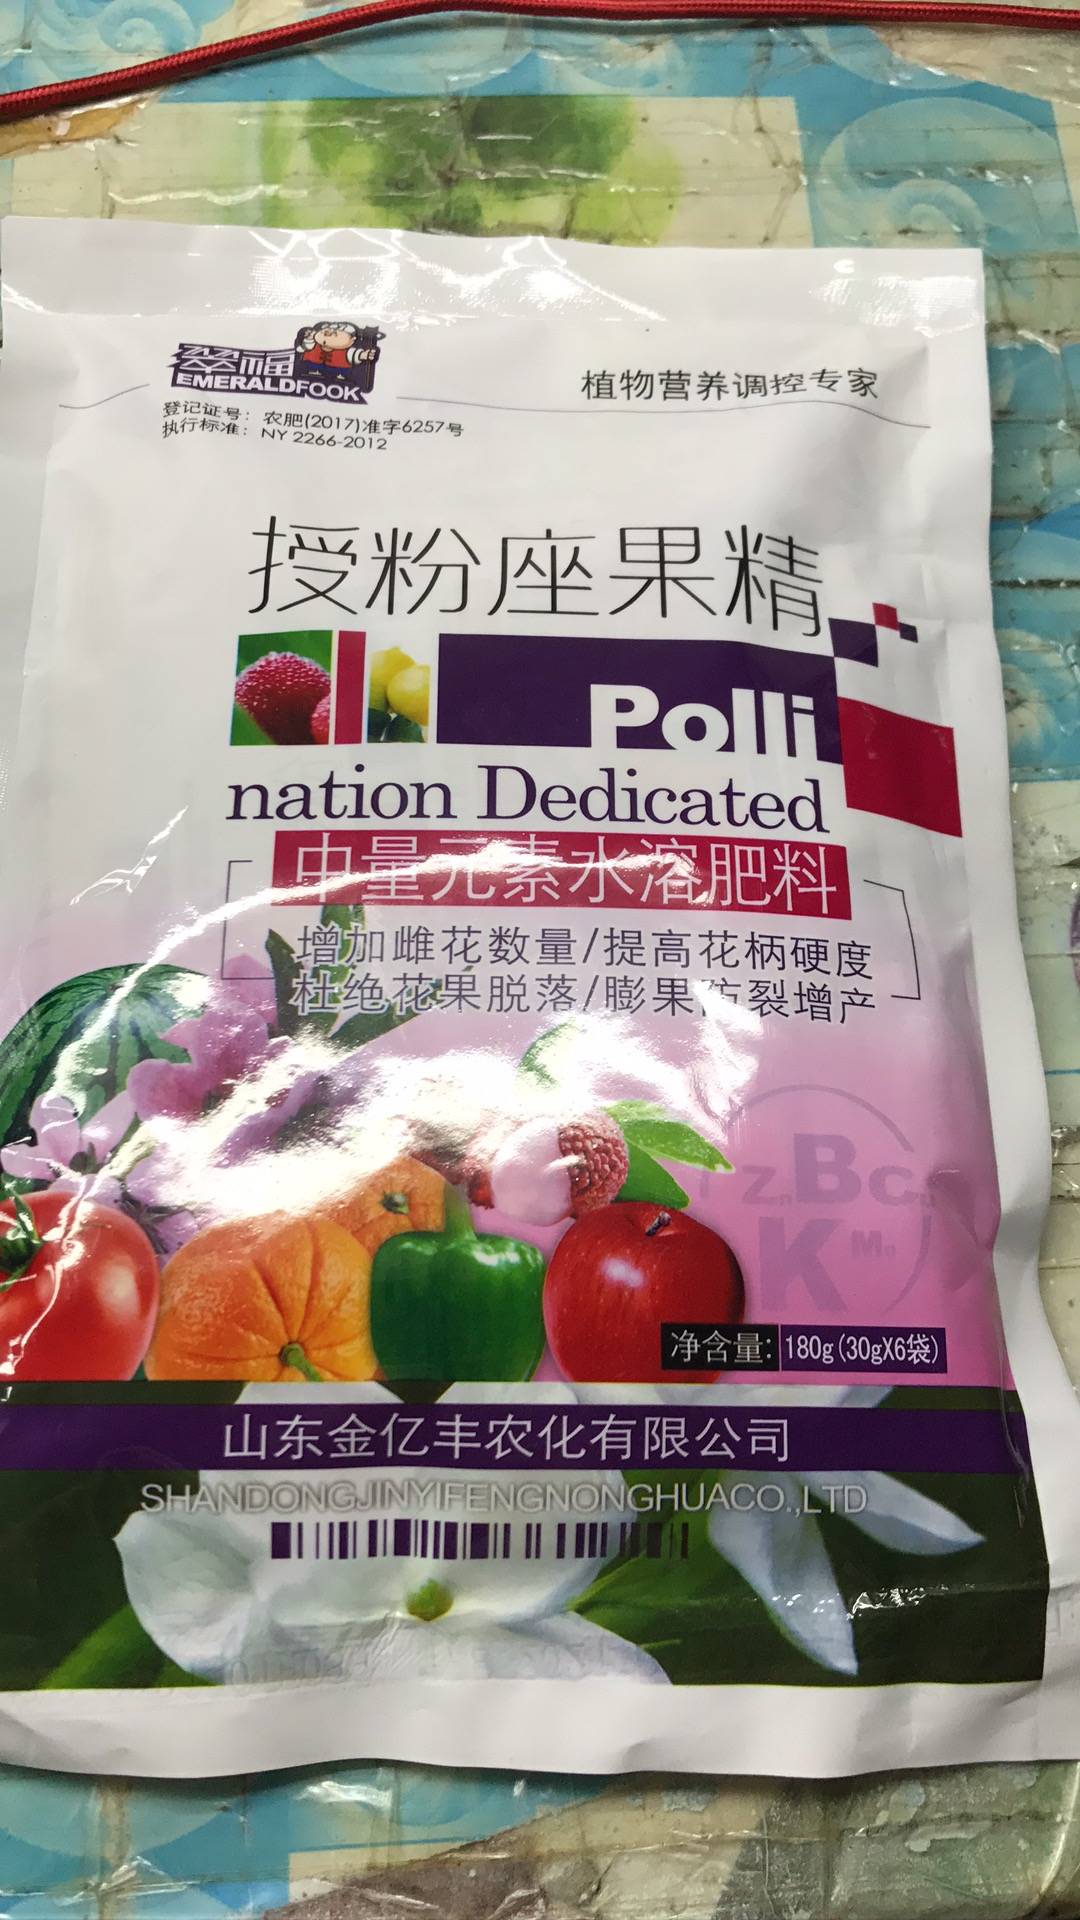 翠福
EMERALDFOOK
植物营养调控专家
登记证号：农肥(2017)准字6257号
执行标准：NY 2266-2012
授粉座果精
Polli
nation Dedicated
中量元素水溶肥料
增加雌花数量/提高花柄硬度
杜绝花果脱落/膨果防裂增产
B
K
Mn
净含量: 180g(30gX6袋)
山东金亿丰农化有限公司
SHANDONGJINYIFENGNONGHUACO.,LTD